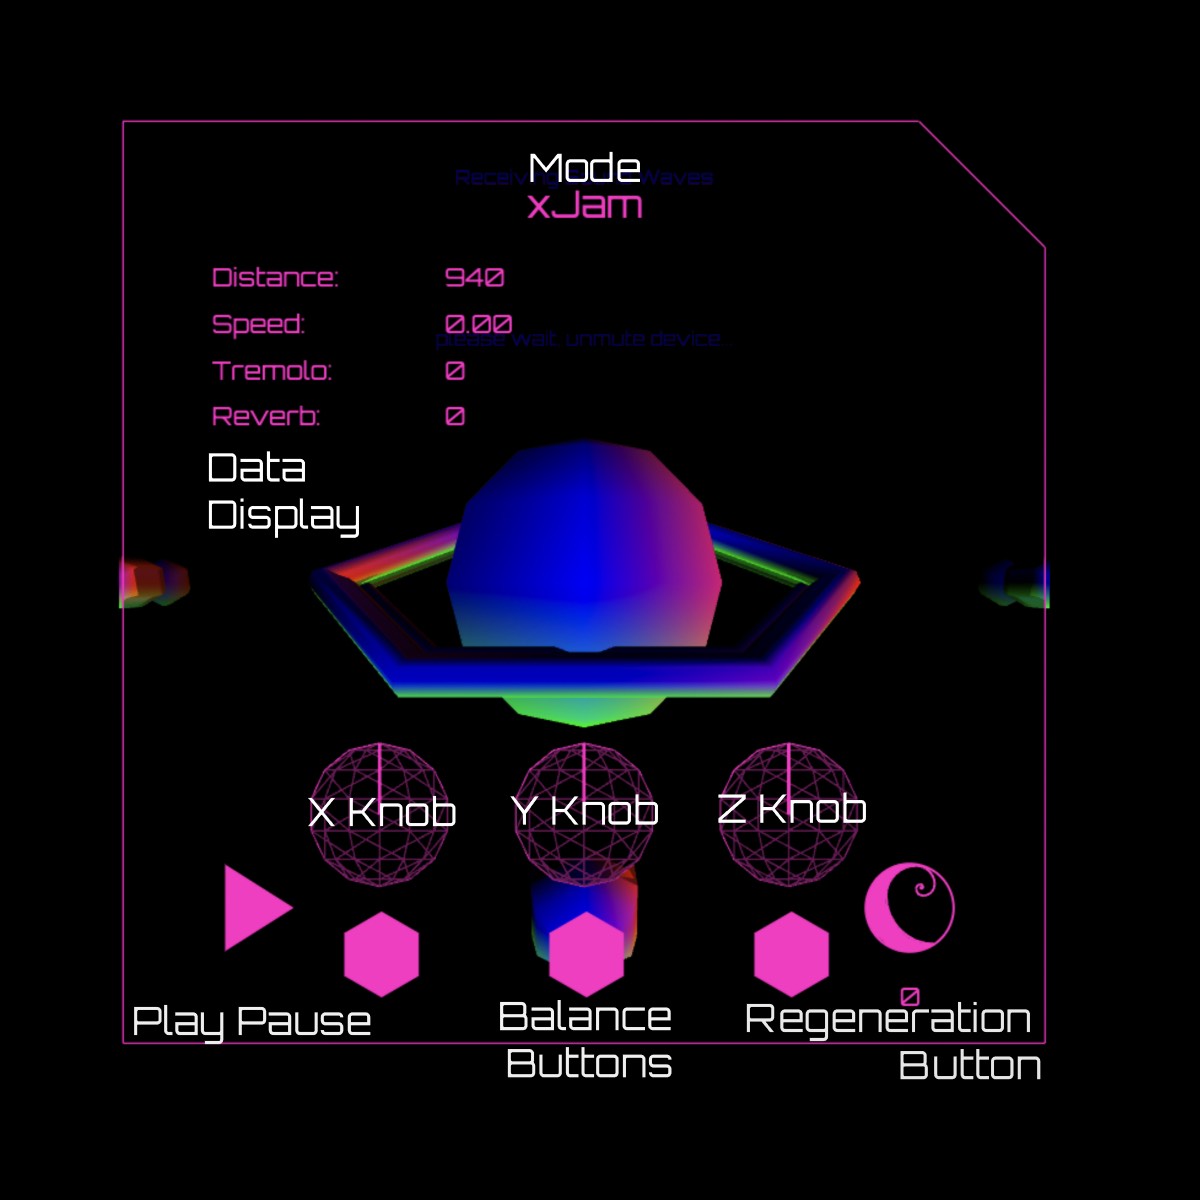 Mode
Receiving Waves
xJam
Distance: 940
Speed: 0.00
please wait, unmute device...
Tremolo: 0
Reverb: 0
Data
Display
X Knob Y Knob Z Knob
0
Play Pause
Balance
Buttons
Regeneration
Button